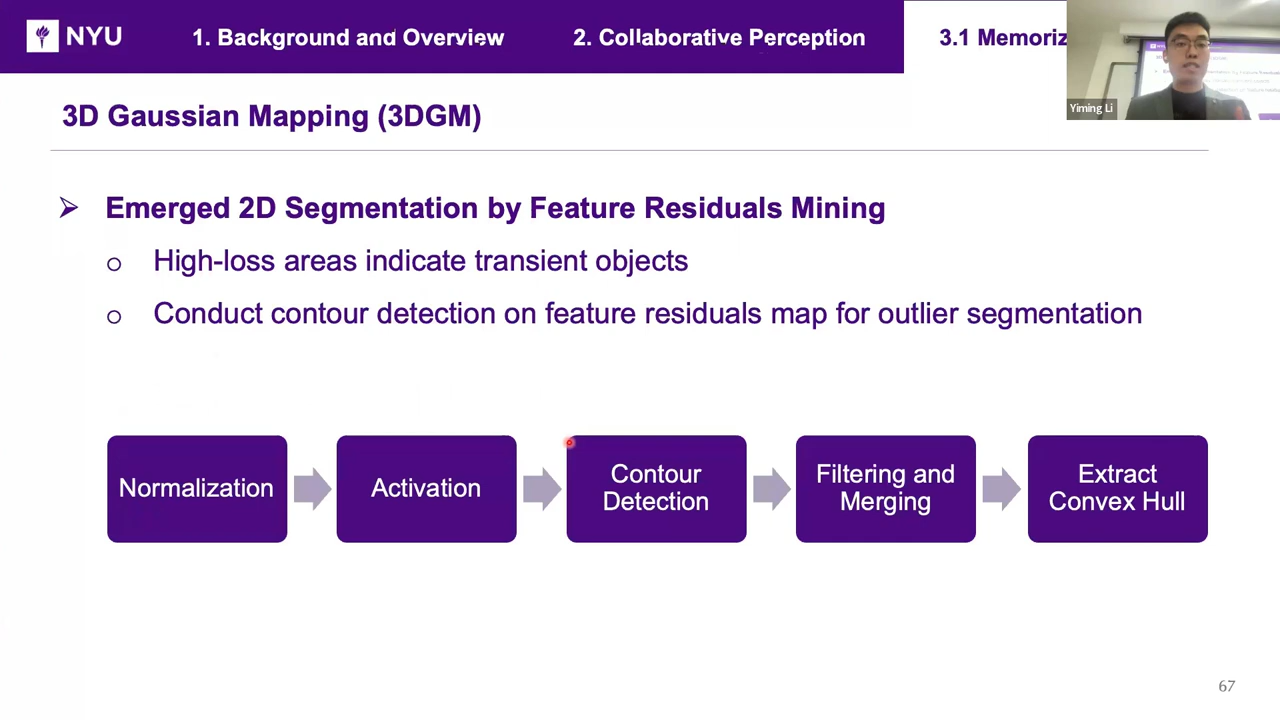 NYU
1. Background and Overview
2. Collaborative Perception
3.1 Memoriz
Yiming Li
3D Gaussian Mapping (3DGM)
Emerged 2D Segmentation by Feature Residuals Mining
High-loss areas indicate transient objects
Conduct contour detection on feature residuals map for outlier segmentation
Normalization
Activation
Contour
Detection
Filtering and
Merging
Extract
Convex Hull
67